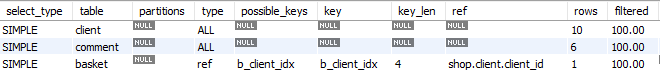 select_type table partitions type possible_keys key key_len ref rows filtered
SIMPLE client NULL ALL NULL NULL NULL NULL 10 100.00
SIMPLE comment NULL ALL NULL NULL NULL NULL 6 100.00
SIMPLE basket NULL ref b_client_idx b_client_idx 4 shop.client.client_id 1 100.00